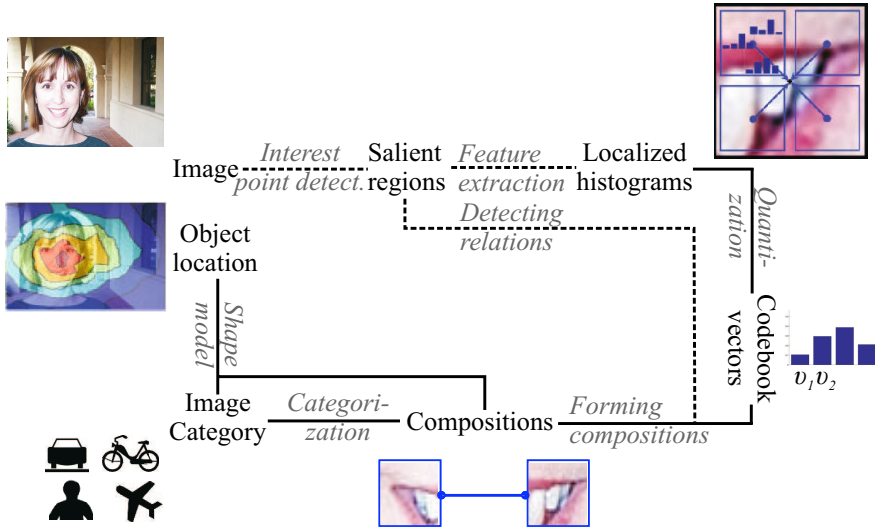 Image
Interest
point detect.
Salient
regions
Feature
extraction
Localized
histograms
Detecting
relations
Quanti-
zation
Object
location
Shape
model
Codebook
vectors
υ1υ2
Image
Category
Categori-
zation
Compositions
Forming
compositions